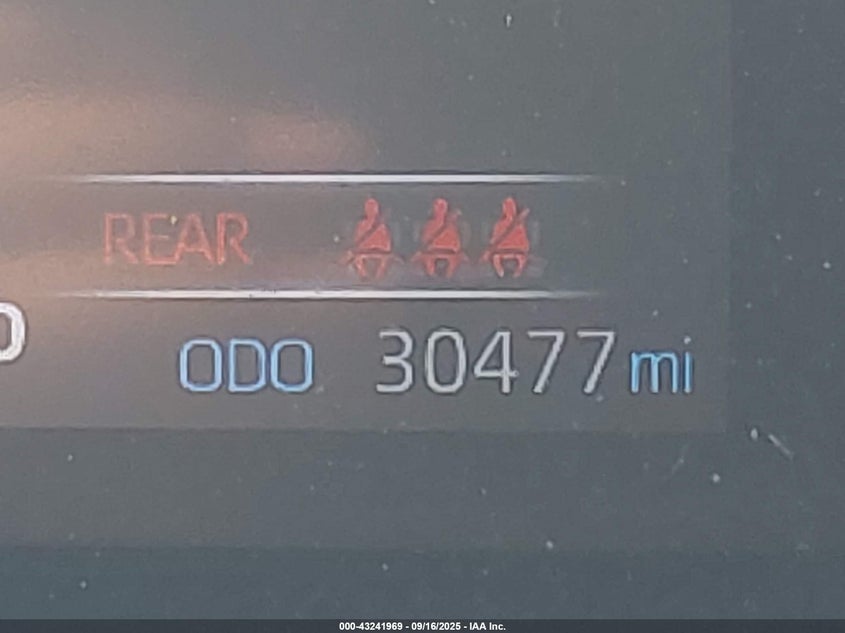 REAR
ODO 30477 mi
000-43241969 - 09/16/2025 - IAA Inc.